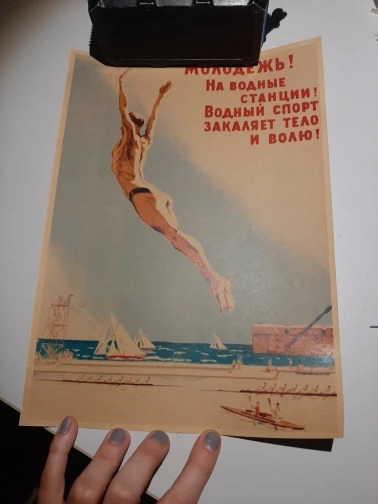 МОЛОДЕЖЬ!
НА ВОДНЫЕ
СТАНЦИИ!
ВОДНЫЙ СПОРТ
ЗАКАЛЯЕТ ТЕЛО
И ВОЛЮ!